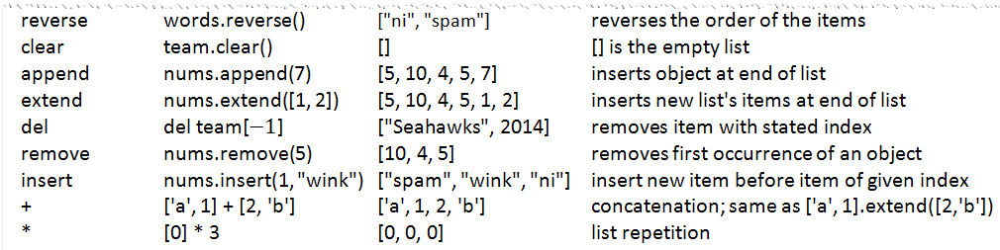 reverse words.reverse() ["ni", "spam"] reverses the order of the items
clear team.clear() [] [] is the empty list
append nums.append(7) [5, 10, 4, 5, 7] inserts object at end of list
extend nums.extend([1, 2]) [5, 10, 4, 5, 1, 2] inserts new list's items at end of list
del del team[−1] ["Seahawks", 2014] removes item with stated index
remove nums.remove(5) [10, 4, 5] removes first occurrence of an object
insert nums.insert(1,"wink") ["spam", "wink", "ni"] insert new item before item of given index
+ ['a', 1] + [2, 'b'] ['a', 1, 2, 'b'] concatenation; same as ['a', 1].extend([2,'b'])
* [0] * 3 [0, 0, 0] list repetition